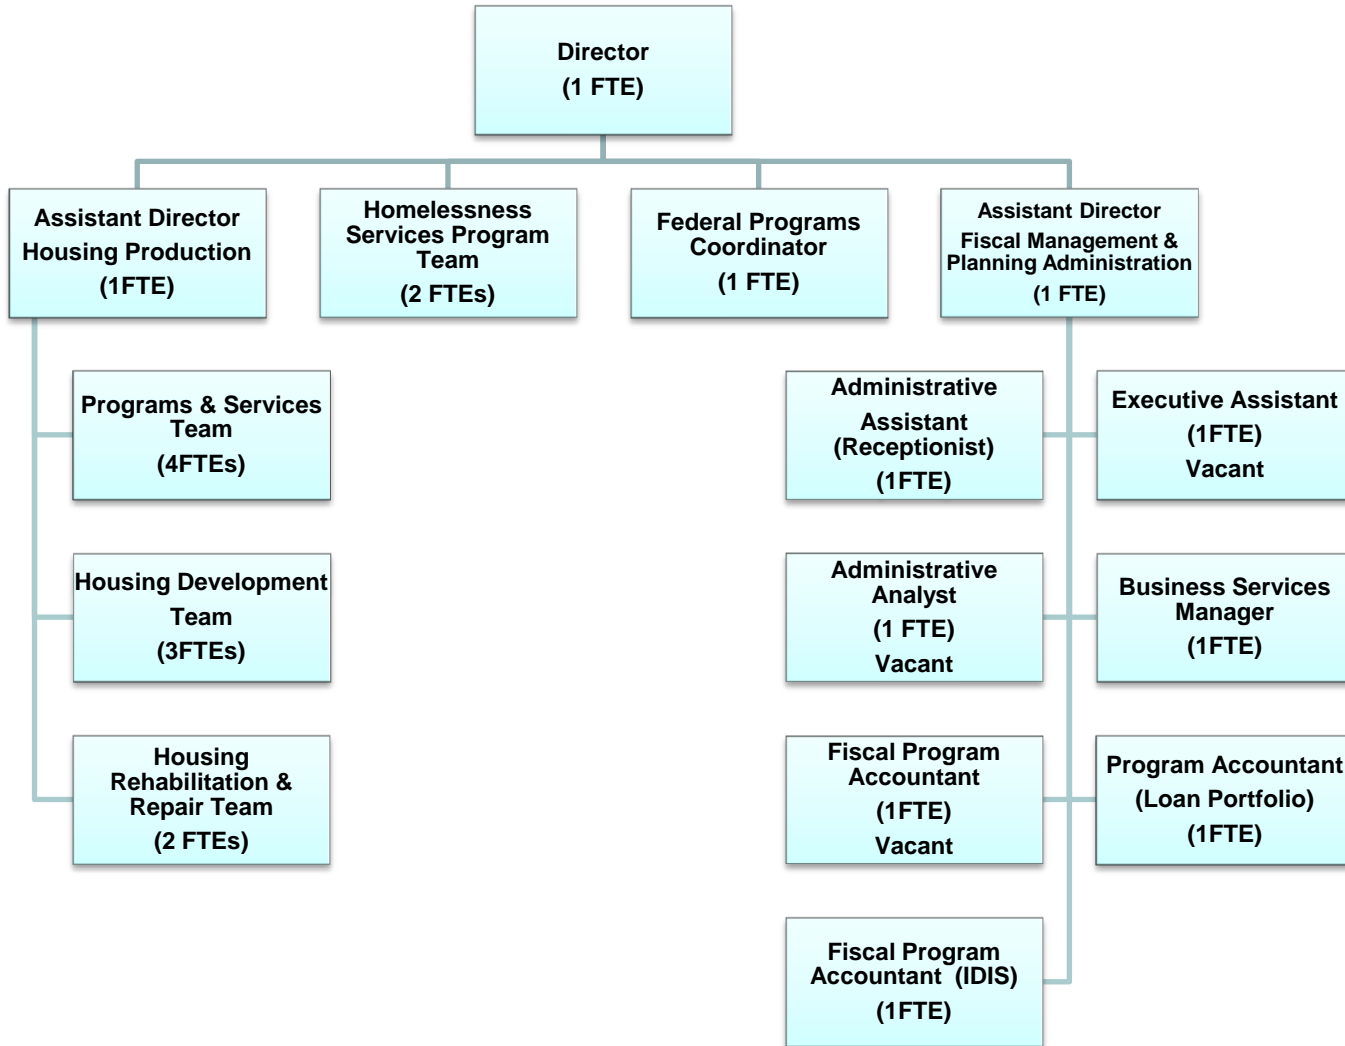 Director
(1 FTE)
Assistant Director
Housing Production
(1FTE)
Homelessness
Services Program
Team
(2 FTEs)
Federal Programs
Coordinator
(1 FTE)
Assistant Director
Fiscal Management &
Planning Administration
(1 FTE)
Programs & Services
Team
(4FTEs)
Housing Development
Team
(3FTEs)
Housing
Rehabilitation &
Repair Team
(2 FTEs)
Administrative
Assistant
(Receptionist)
(1FTE)
Executive Assistant
(1FTE)
Vacant
Administrative
Analyst
(1 FTE)
Vacant
Business Services
Manager
(1FTE)
Fiscal Program
Accountant
(1FTE)
Vacant
Program Accountant
(Loan Portfolio)
(1FTE)
Fiscal Program
Accountant (IDIS)
(1FTE)